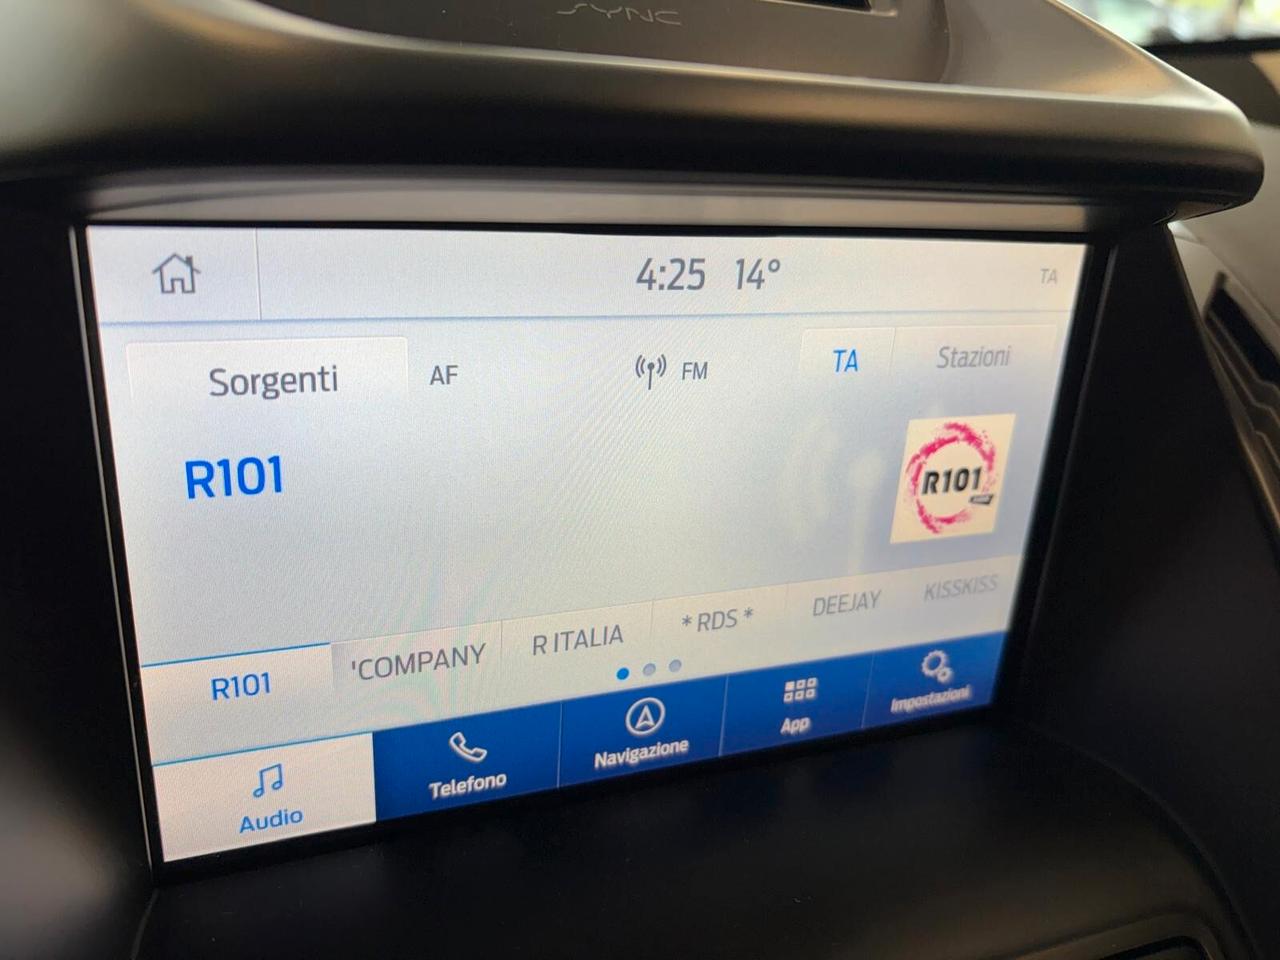 SYNC
4:25 14°
TA
Sorgenti
AF
FM
TA
Stazioni
R101
R101
R101
'COMPANY
R ITALIA
*RDS*
DEEJAY
KISSKISS
Audio
Telefono
Navigazione
App
Impostazioni